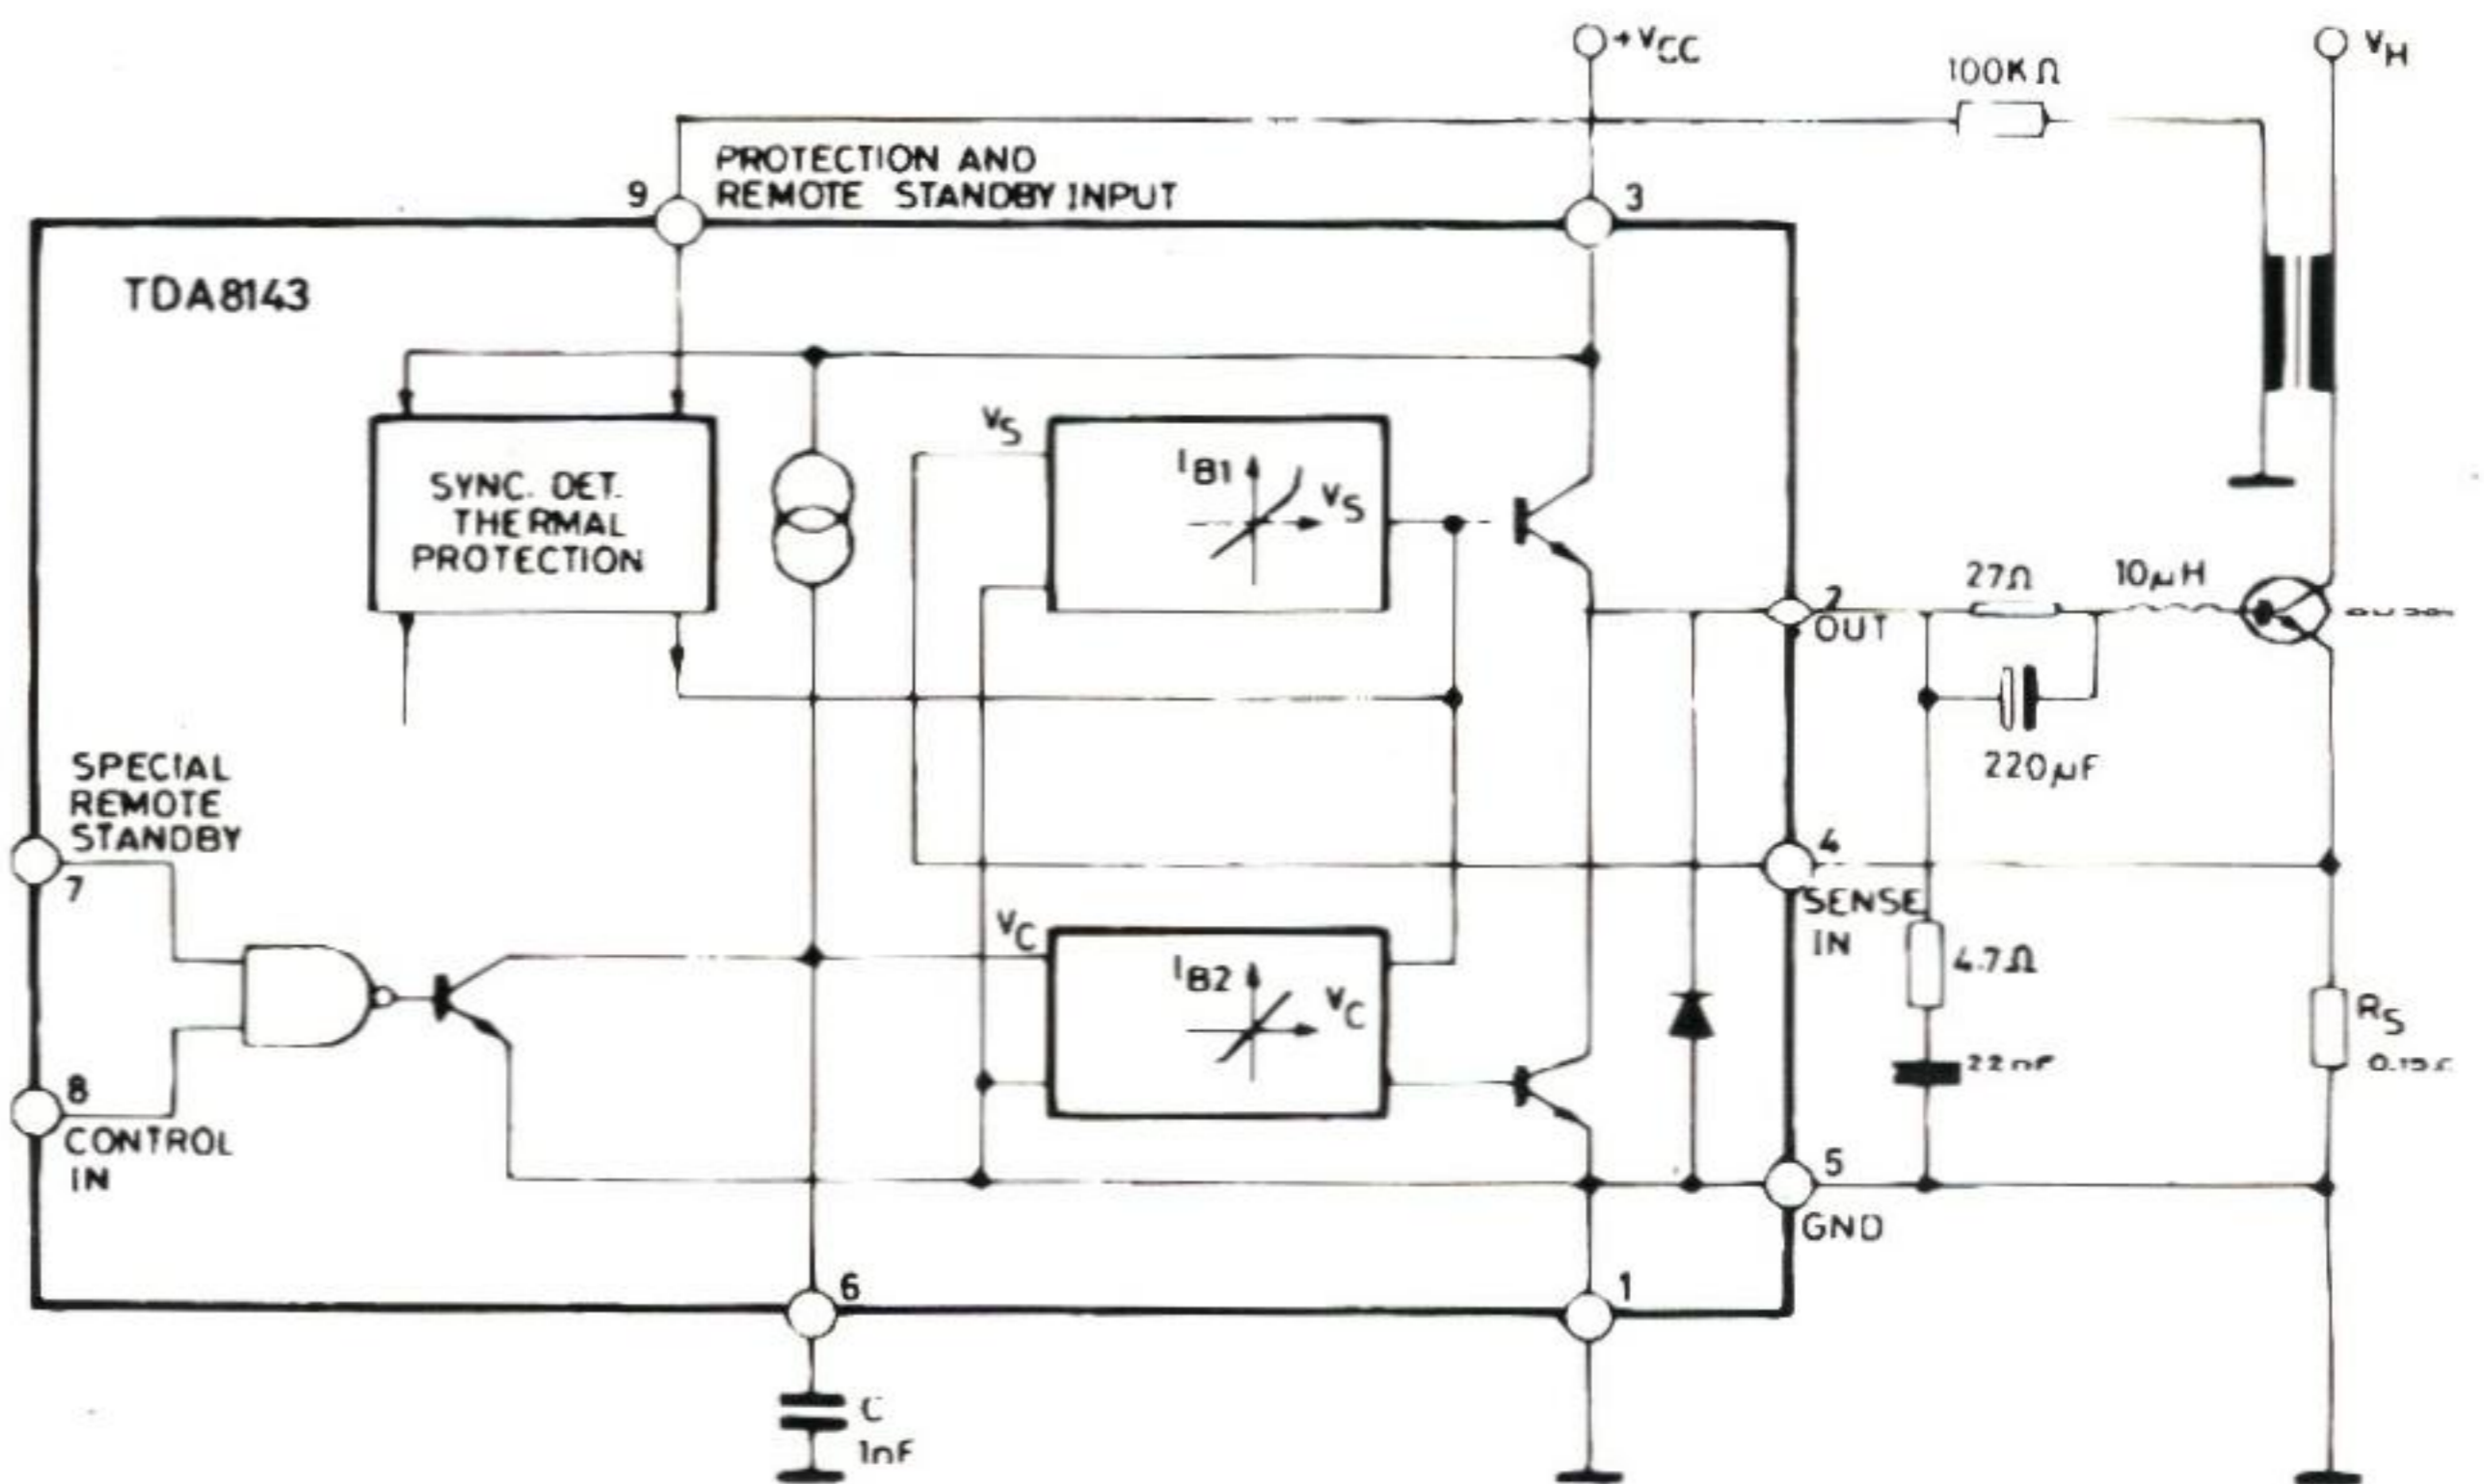 +VCC
VH
100KΩ
PROTECTION AND
REMOTE STANDBY INPUT
9
3
TDA8143
VS
IB1
VS
SYNC. DET.
THERMAL
PROTECTION
27Ω
10μH
2
OUT
220μF
SPECIAL
REMOTE
STANDBY
7
4
SENSE
IN
VC
IB2
VC
4.7Ω
RS
22nF
8
CONTROL
IN
5
GND
6
1
C
1nF